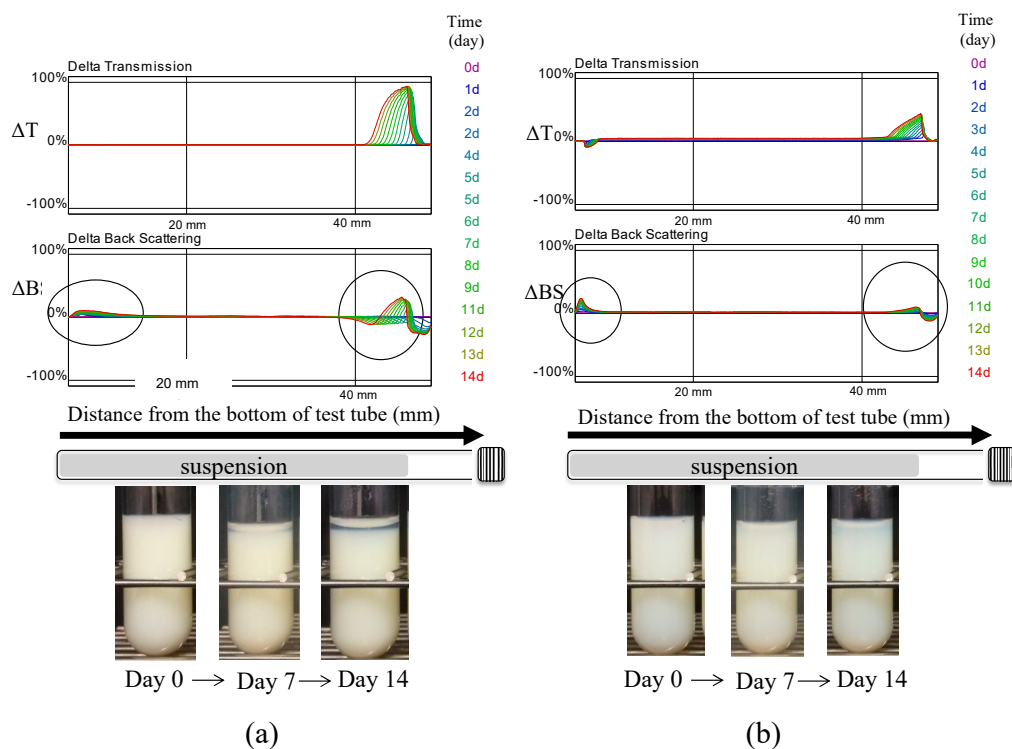 Time
(day)
Delta Transmission
100%
ΔT
0%
-100%
20 mm
40 mm
Delta Back Scattering
100%
ΔB
0%
-100%
20 mm
40 mm
0d
1d
2d
2d
4d
5d
5d
6d
7d
8d
9d
11d
12d
13d
14d
Distance from the bottom of test tube (mm)
suspension
Day 0 → Day 7 → Day 14
(a)
Time
(day)
Delta Transmission
100%
ΔT
0%
-100%
20 mm
40 mm
Delta Back Scattering
100%
ΔBS
0%
-100%
20 mm
40 mm
0d
1d
2d
3d
4d
5d
6d
7d
8d
9d
10d
11d
12d
13d
14d
Distance from the bottom of test tube (mm)
suspension
Day 0 → Day 7 → Day 14
(b)